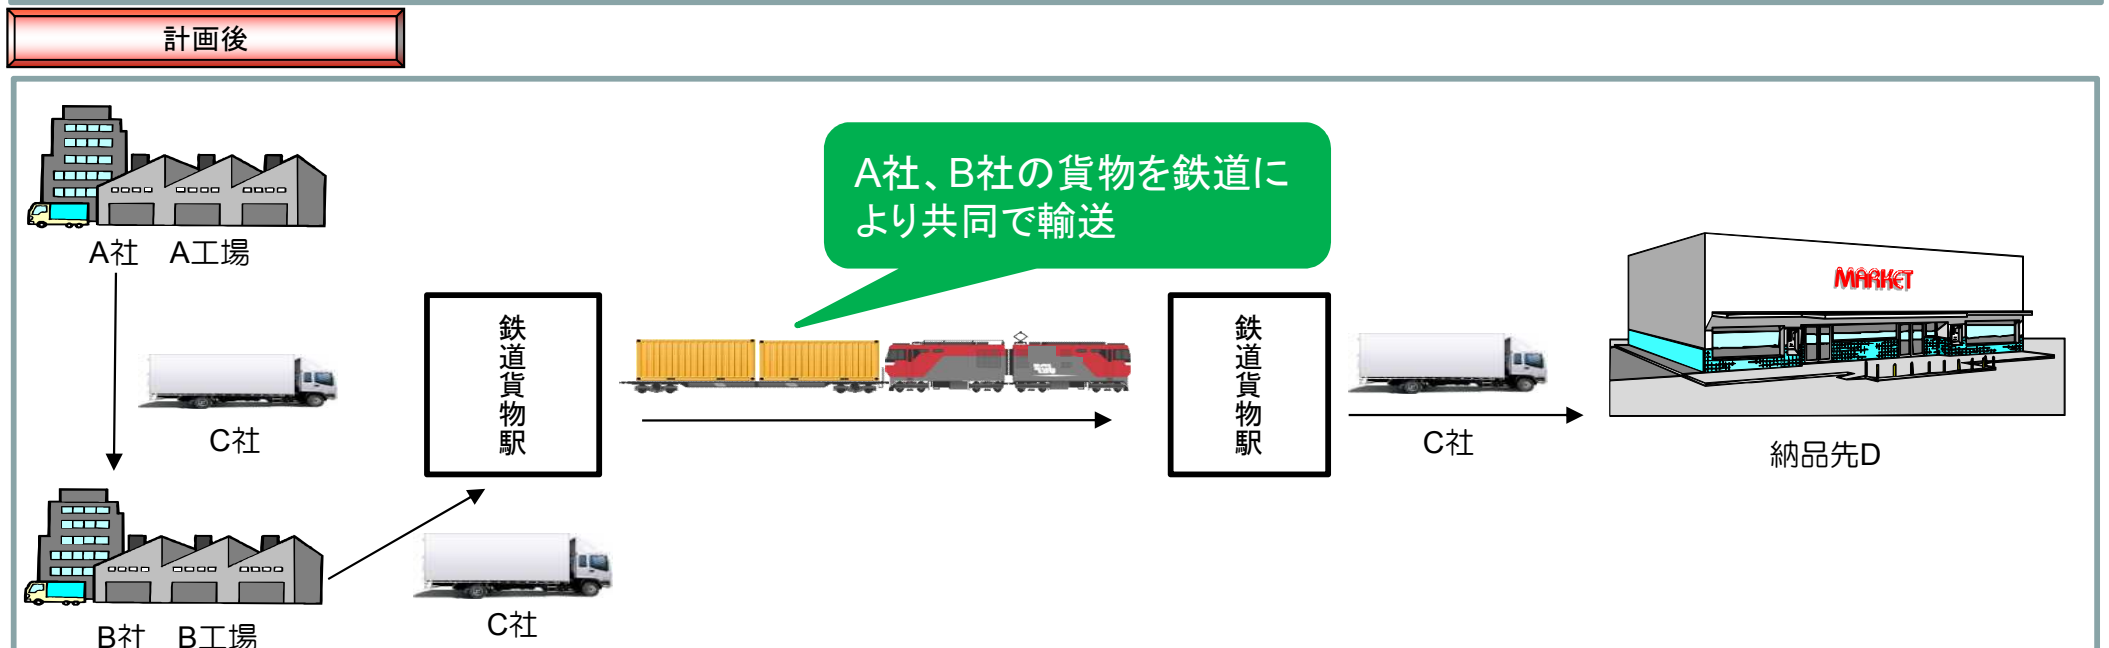 計画後
A社、B社の貨物を鉄道に
より共同で輸送
A社　A工場
MARKET
鉄道貨物駅
鉄道貨物駅
C社
C社
納品先D
C社
B社　B工場